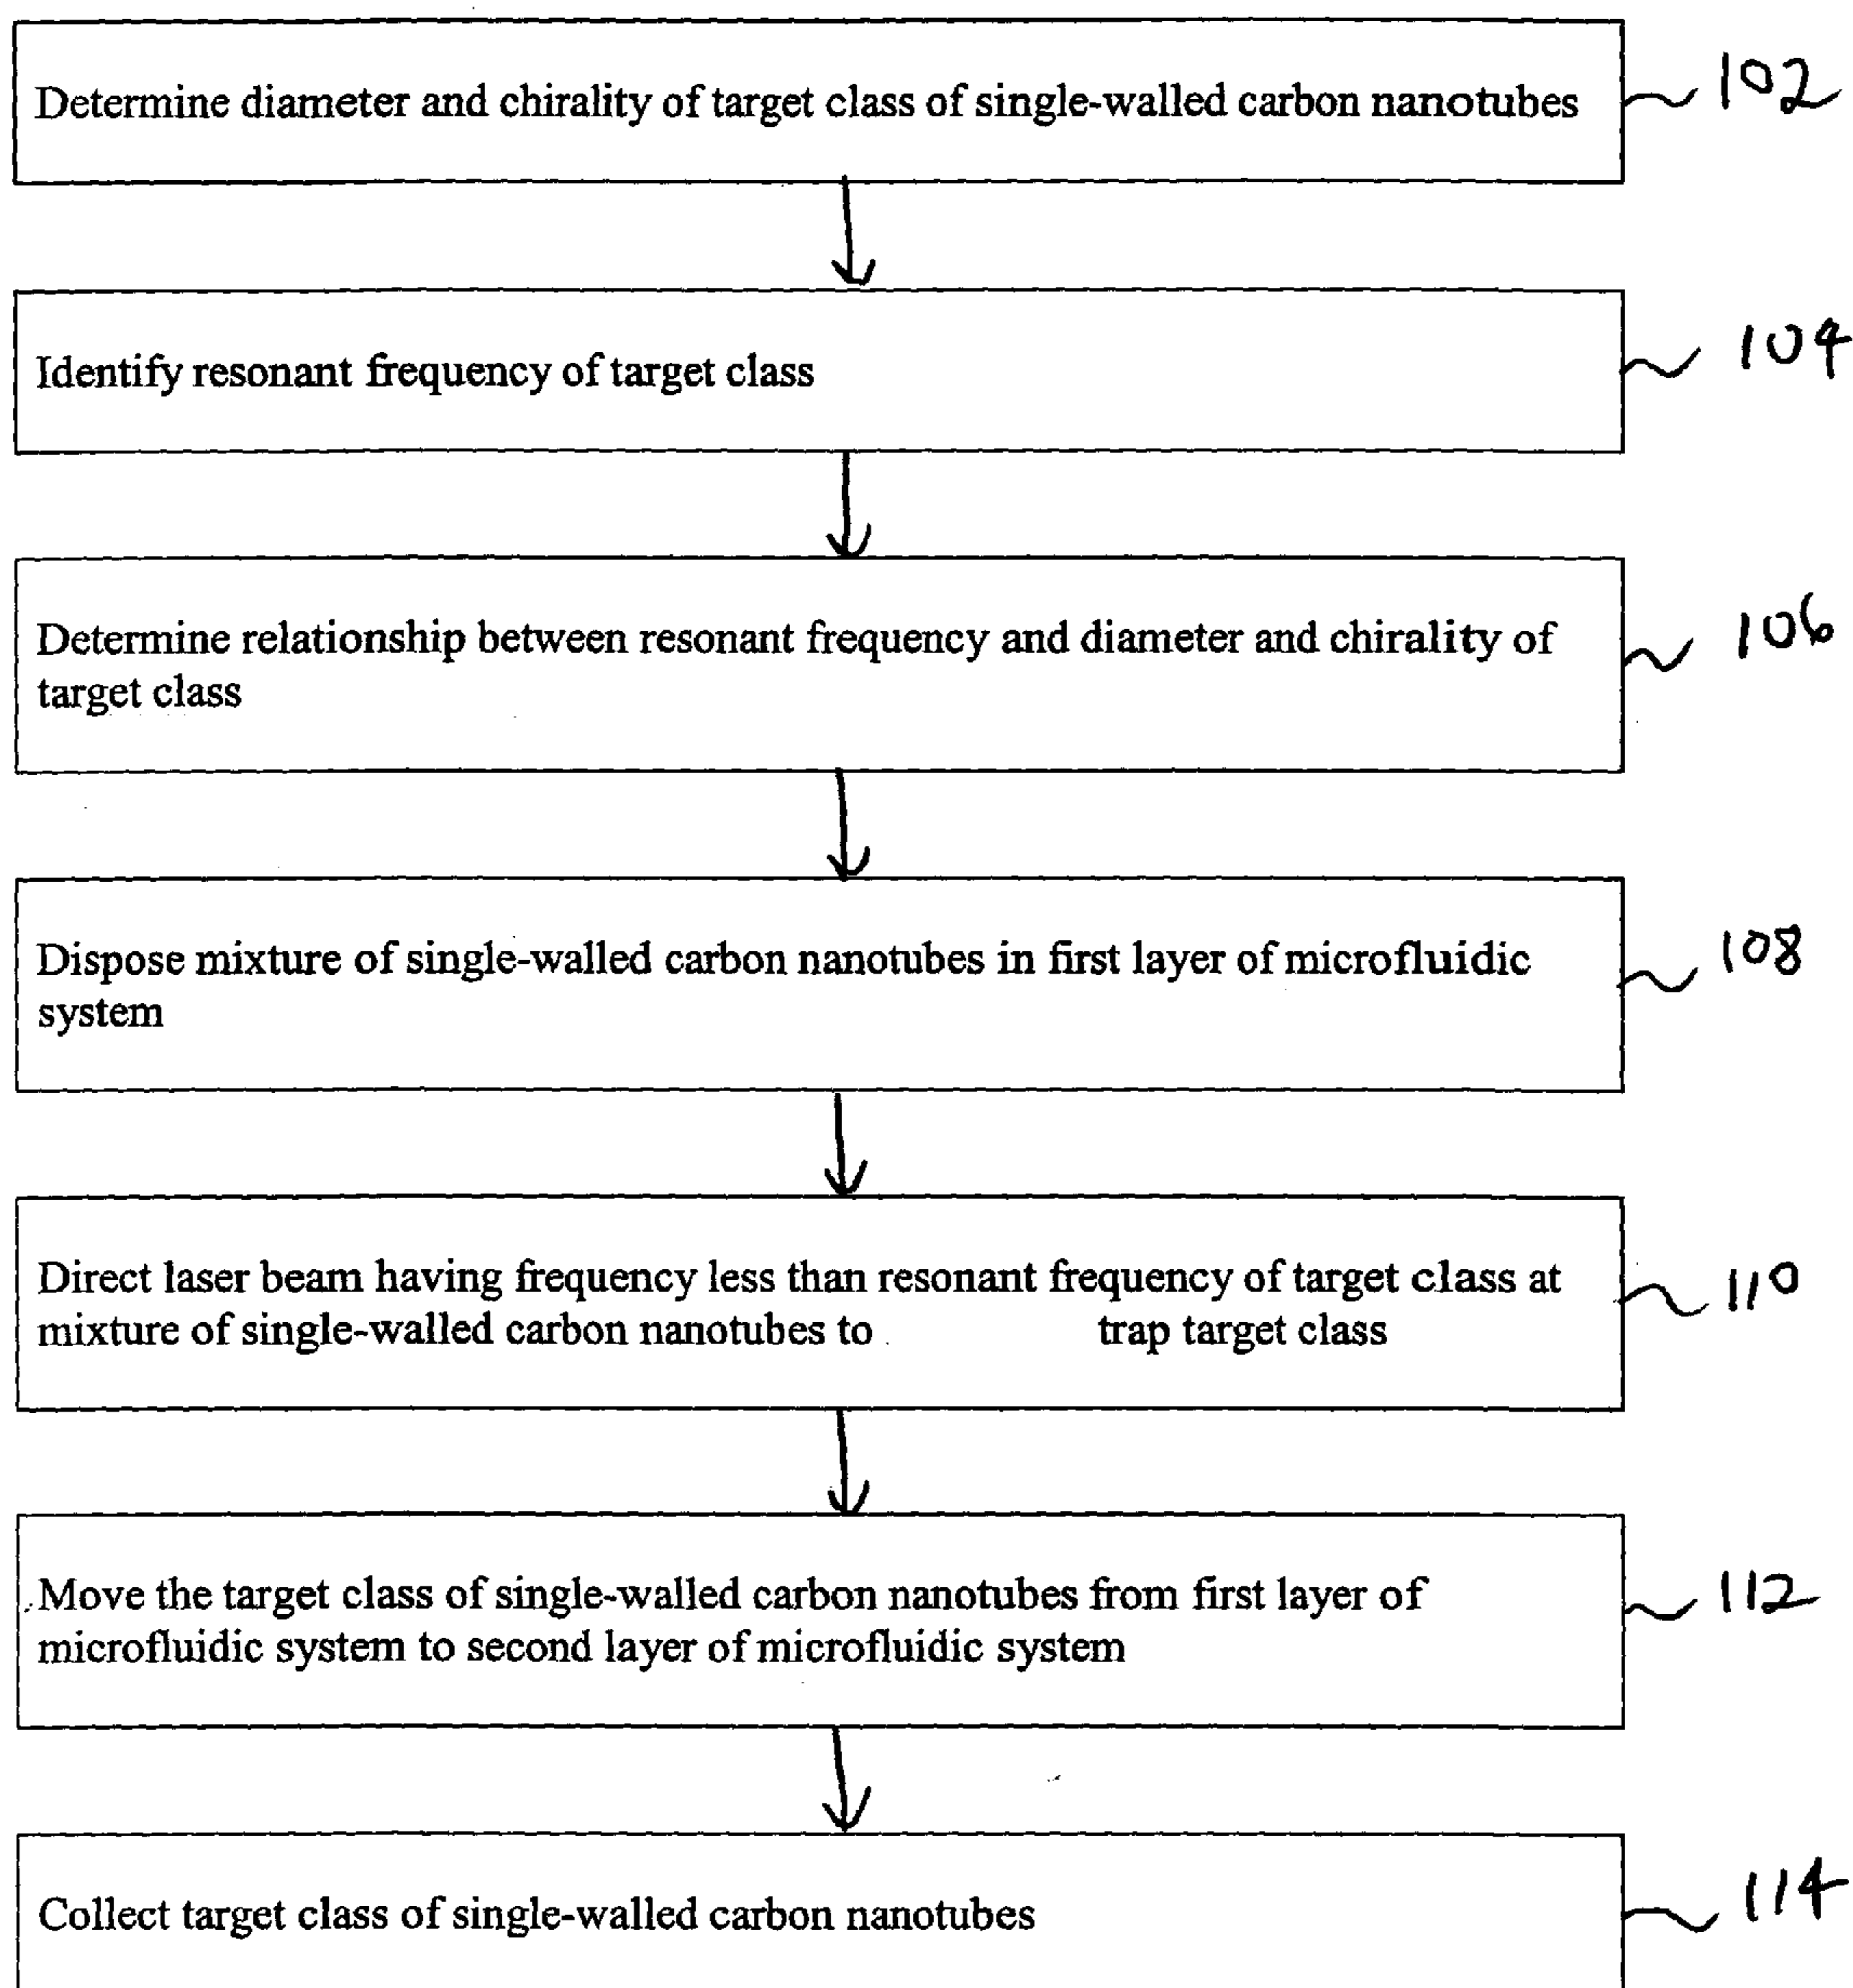 Determine diameter and chirality of target class of single-walled carbon nanotubes
102
Identify resonant frequency of target class
104
Determine relationship between resonant frequency and diameter and chirality of
target class
106
Dispose mixture of single-walled carbon nanotubes in first layer of microfluidic
system
108
Direct laser beam having frequency less than resonant frequency of target class at
mixture of single-walled carbon nanotubes to trap target class
110
Move the target class of single-walled carbon nanotubes from first layer of
microfluidic system to second layer of microfluidic system
112
Collect target class of single-walled carbon nanotubes
114